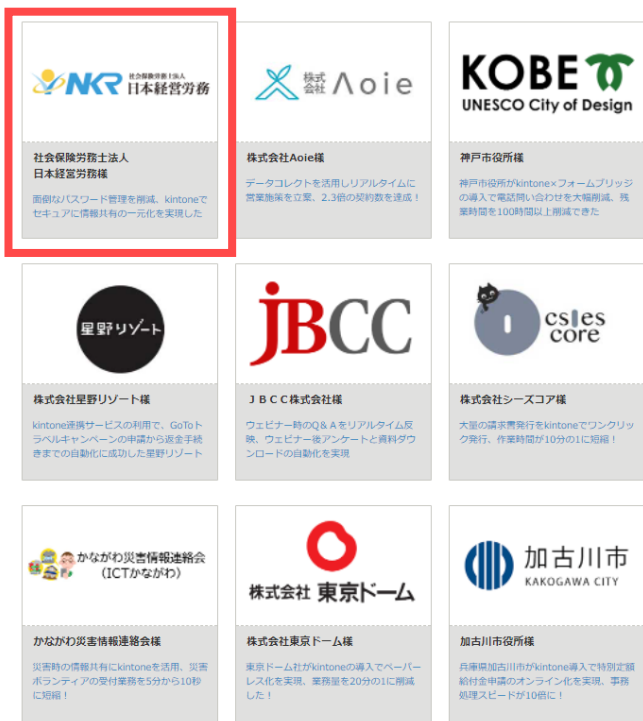 NKR 社会保険労務士法人
日本経営労務
社会保険労務士法人
日本経営労務様
面倒なパスワード管理を削減、kintoneで
セキュアに情報共有の一元化を実現した
株式会社 Aoie
株式会社Aoie様
データコレクトを活用しリアルタイムに
営業施策を立案、2.3倍の契約数を達成！
KOBE
UNESCO City of Design
神戸市役所様
神戸市役所がkintone×フォームブリッジ
の導入で電話問い合わせを大幅削減、残
業時間を100時間以上削減できた
星野リゾート
株式会社星野リゾート様
kintone連携サービスの利用で、GoToト
ラベルキャンペーンの申請から返金手続
きまでの自動化に成功した星野リゾート
JBCC
ＪＢＣＣ株式会社様
ウェビナー時のQ＆Aをリアルタイム反
映、ウェビナー後アンケートと資料ダウ
ンロードの自動化を実現
csies
core
株式会社シーズコア様
大量の請求書発行をkintoneでワンクリッ
ク発行、作業時間が10分の1に短縮！
かながわ災害情報連絡会
（ICTかながわ）
かながわ災害情報連絡会様
災害時の情報共有にkintoneを活用、災害
ボランティアの受付業務を5分から10秒
に短縮！
株式会社 東京ドーム
株式会社東京ドーム様
東京ドーム社がkintoneの導入でペーパー
レス化を実現、業務量を20分の1に削減
した！
加古川市
KAKOGAWA CITY
加古川市役所様
兵庫県加古川市がkintone導入で特別定額
給付金申請のオンライン化を実現、事務
処理スピードが10倍に！